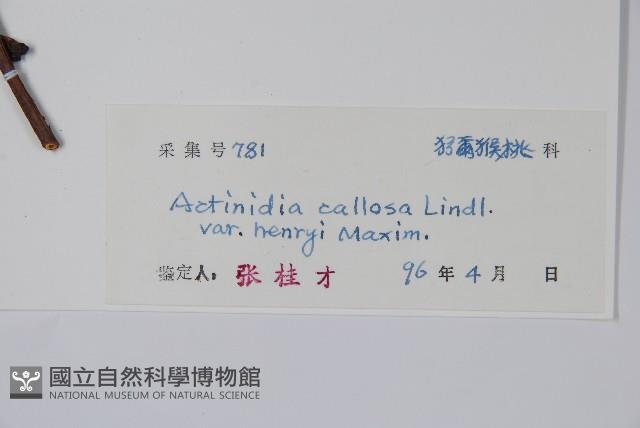 采集号 781 猕猴桃 科
Actinidia callosa Lindl.
var. henryi Maxim.
鉴定人: 张桂才 96 年 4 月 日
國立自然科學博物館
NATIONAL MUSEUM OF NATURAL SCIENCE